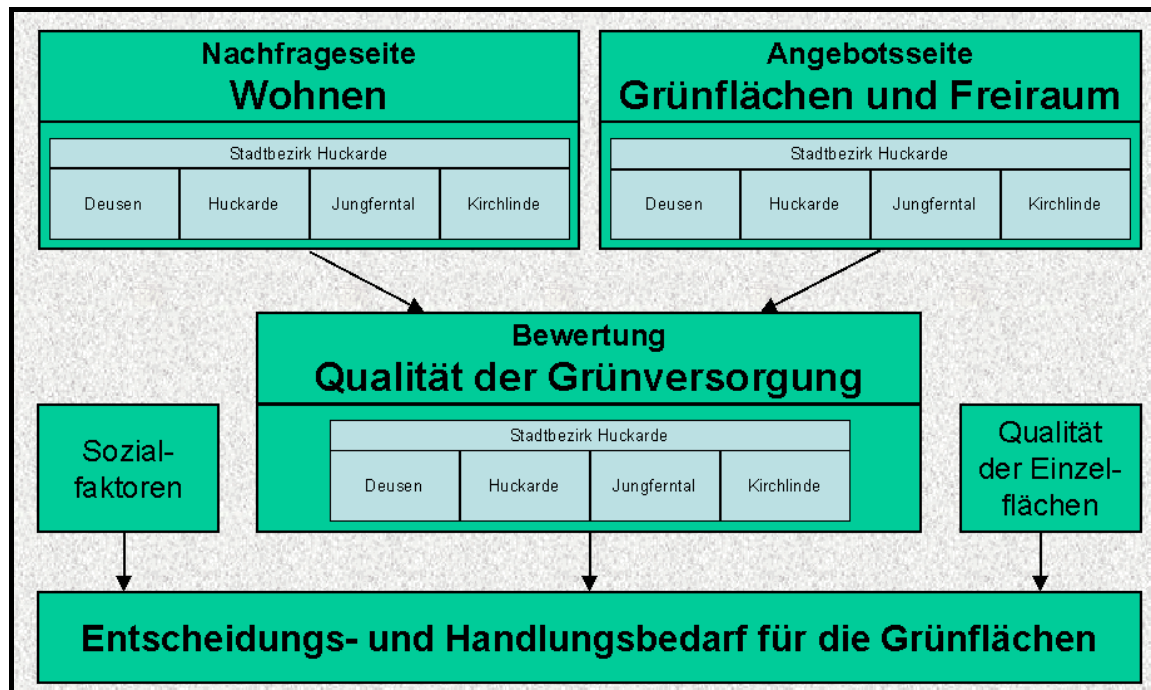 Nachfrageseite
Wohnen
Stadtbezirk Huckarde
Deusen Huckarde Jungferntal Kirchlinde
Angebotsseite
Grünflächen und Freiraum
Stadtbezirk Huckarde
Deusen Huckarde Jungferntal Kirchlinde
Bewertung
Qualität der Grünversorgung
Stadtbezirk Huckarde
Deusen Huckarde Jungferntal Kirchlinde
Sozial-
faktoren
Qualität
der Einzel-
flächen
Entscheidungs- und Handlungsbedarf für die Grünflächen